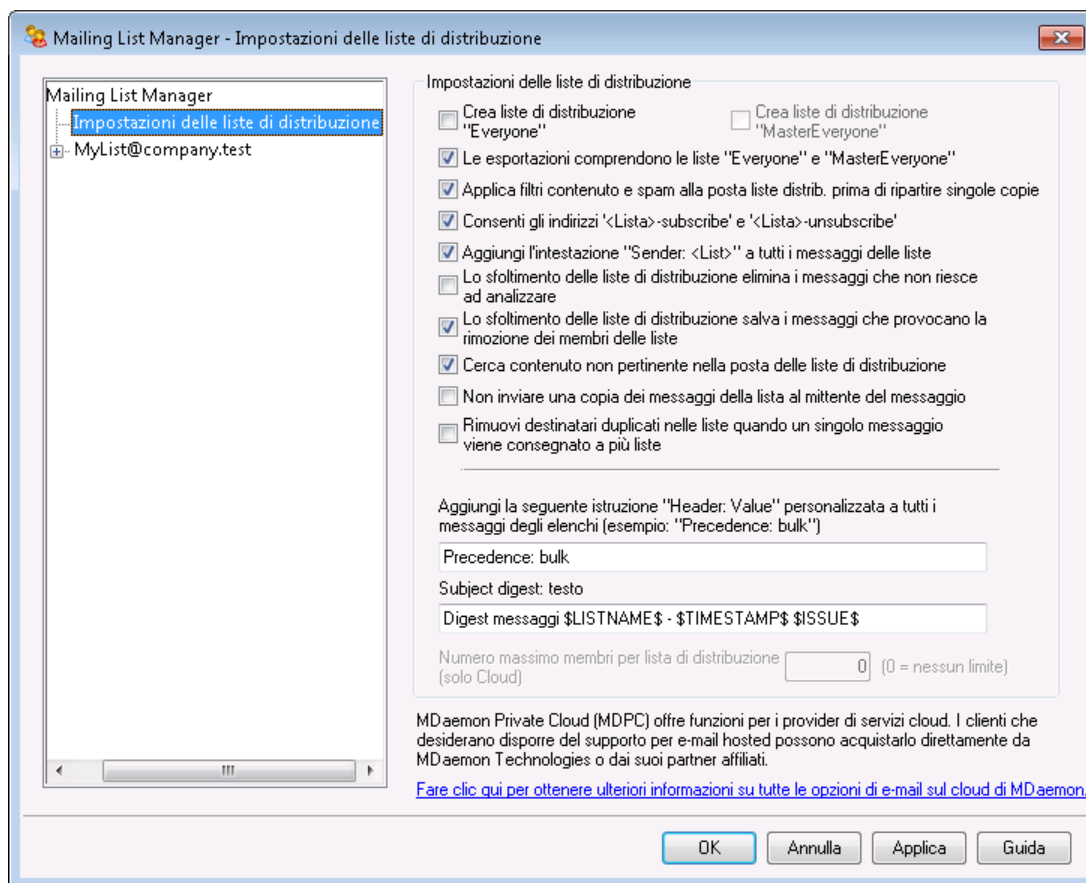 Mailing List Manager - Impostazioni delle liste di distribuzione
Mailing List Manager
Impostazioni delle liste di distribuzione
MyList@company.test
Impostazioni delle liste di distribuzione
Crea liste di distribuzione
"Everyone"
Crea liste di distribuzione
"MasterEveryone"
Le esportazioni comprendono le liste "Everyone" e "MasterEveryone"
Applica filtri contenuto e spam alla posta liste distrib. prima di ripartire singole copie
Consenti gli indirizzi '<Lista>-subscribe' e '<Lista>-unsubscribe'
Aggiungi l'intestazione "Sender: <List>" a tutti i messaggi delle liste
Lo sfoltimento delle liste di distribuzione elimina i messaggi che non riesce
ad analizzare
Lo sfoltimento delle liste di distribuzione salva i messaggi che provocano la
rimozione dei membri delle liste
Cerca contenuto non pertinente nella posta delle liste di distribuzione
Non inviare una copia dei messaggi della lista al mittente del messaggio
Rimuovi destinatari duplicati nelle liste quando un singolo messaggio
viene consegnato a più liste
Aggiungi la seguente istruzione "Header: Value" personalizzata a tutti i
messaggi degli elenchi (esempio: "Precedence: bulk")
Precedence: bulk
Subject digest: testo
Digest messaggi $LISTNAME$ - $TIMESTAMP$ $ISSUE$
Numero massimo membri per lista di distribuzione
(solo Cloud)
0
(0 = nessun limite)
MDaemon Private Cloud (MDPC) offre funzioni per i provider di servizi cloud. I clienti che
desiderano disporre del supporto per e-mail hosted possono acquistarlo direttamente da
MDaemon Technologies o dai suoi partner affiliati.
Fare clic qui per ottenere ulteriori informazioni su tutte le opzioni di e-mail sul cloud di MDaemon.
OK
Annulla
Applica
Guida